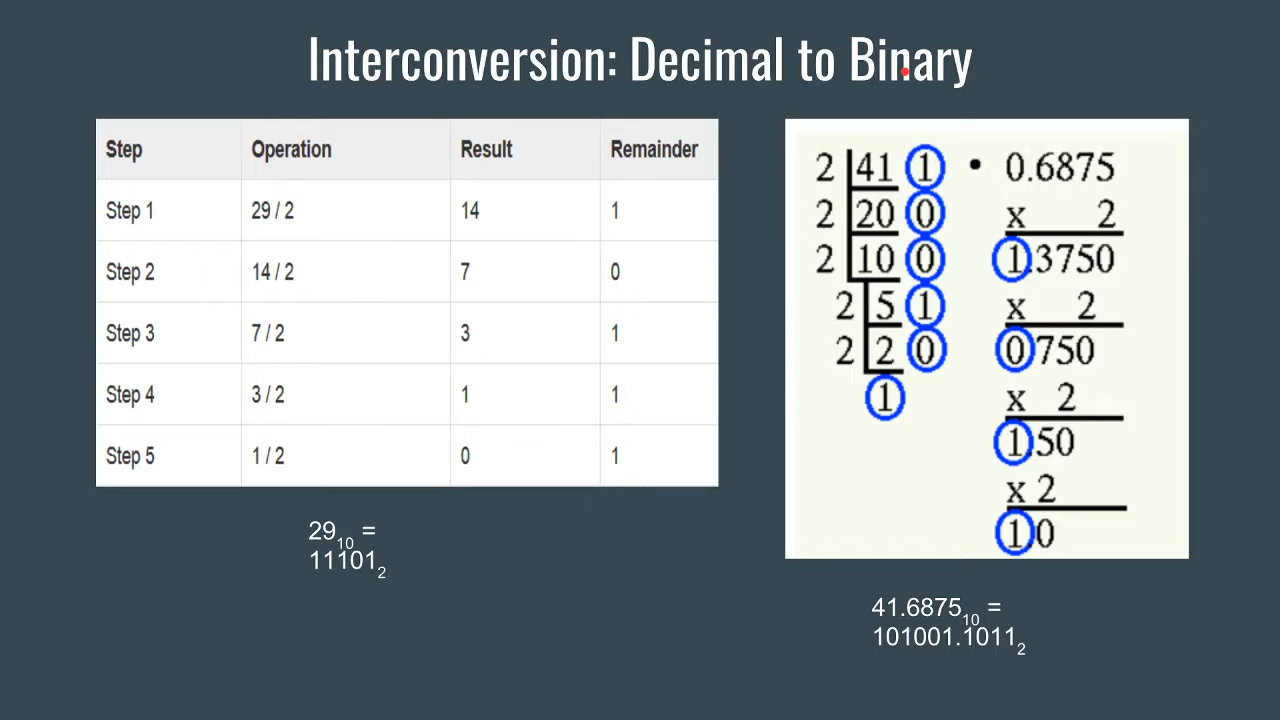 Interconversion: Decimal to Binary
Step Operation Result Remainder
Step 1 29 / 2 14 1
Step 2 14 / 2 7 0
Step 3 7 / 2 3 1
Step 4 3 / 2 1 1
Step 5 1 / 2 0 1
29₁₀ =
11101₂
2 41 1
2 20 0
2 10 0
2 5 1
2 2 0
1
• 0.6875
x 2
1.3750
x 2
0750
x 2
1.50
x 2
1.0
41.6875₁₀ =
101001.1011₂